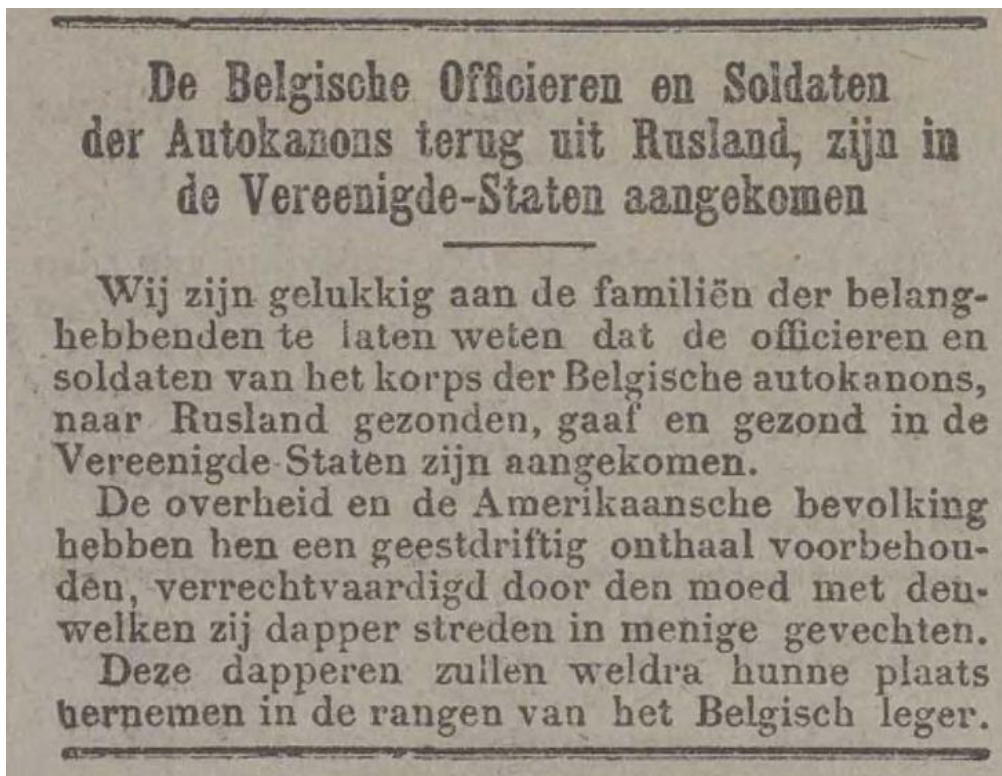 De Belgische Officieren en Soldaten
der Autokanons terug uit Rusland, zijn in
de Vereenigde-Staten aangekomen
Wij zijn gelukkig aan de familiën der belang-
hebbenden te laten weten dat de officieren en
soldaten van het korps der Belgische autokanons,
naar Rusland gezonden, gaaf en gezond in de
Vereenigde Staten zijn aangekomen.
De overheid en de Amerikaansche bevolking
hebben hen een geestdriftig onthaal voorbehou-
den, verrechtvaardigd door den moed met den-
welken zij dapper streden in menige gevechten.
Deze dapperen zullen weldra hunne plaats
hernemen in de rangen van het Belgisch leger.